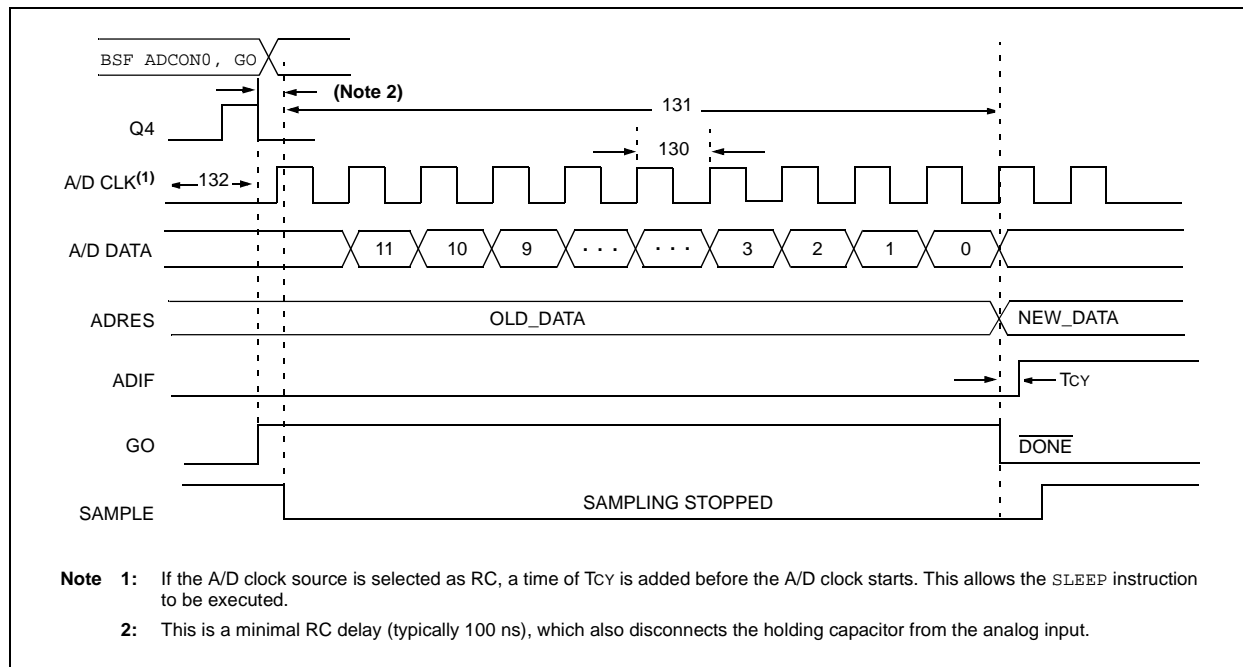 BSF ADCON0, GO
(Note 2)
131
Q4
130
A/D CLK(1)
132
A/D DATA
11 10 9 . . . . . . 3 2 1 0
ADRES
OLD_DATA
NEW_DATA
ADIF
TCY
GO
DONE
SAMPLE
SAMPLING STOPPED
Note 1: If the A/D clock source is selected as RC, a time of TCY is added before the A/D clock starts. This allows the SLEEP instruction
to be executed.
2: This is a minimal RC delay (typically 100 ns), which also disconnects the holding capacitor from the analog input.